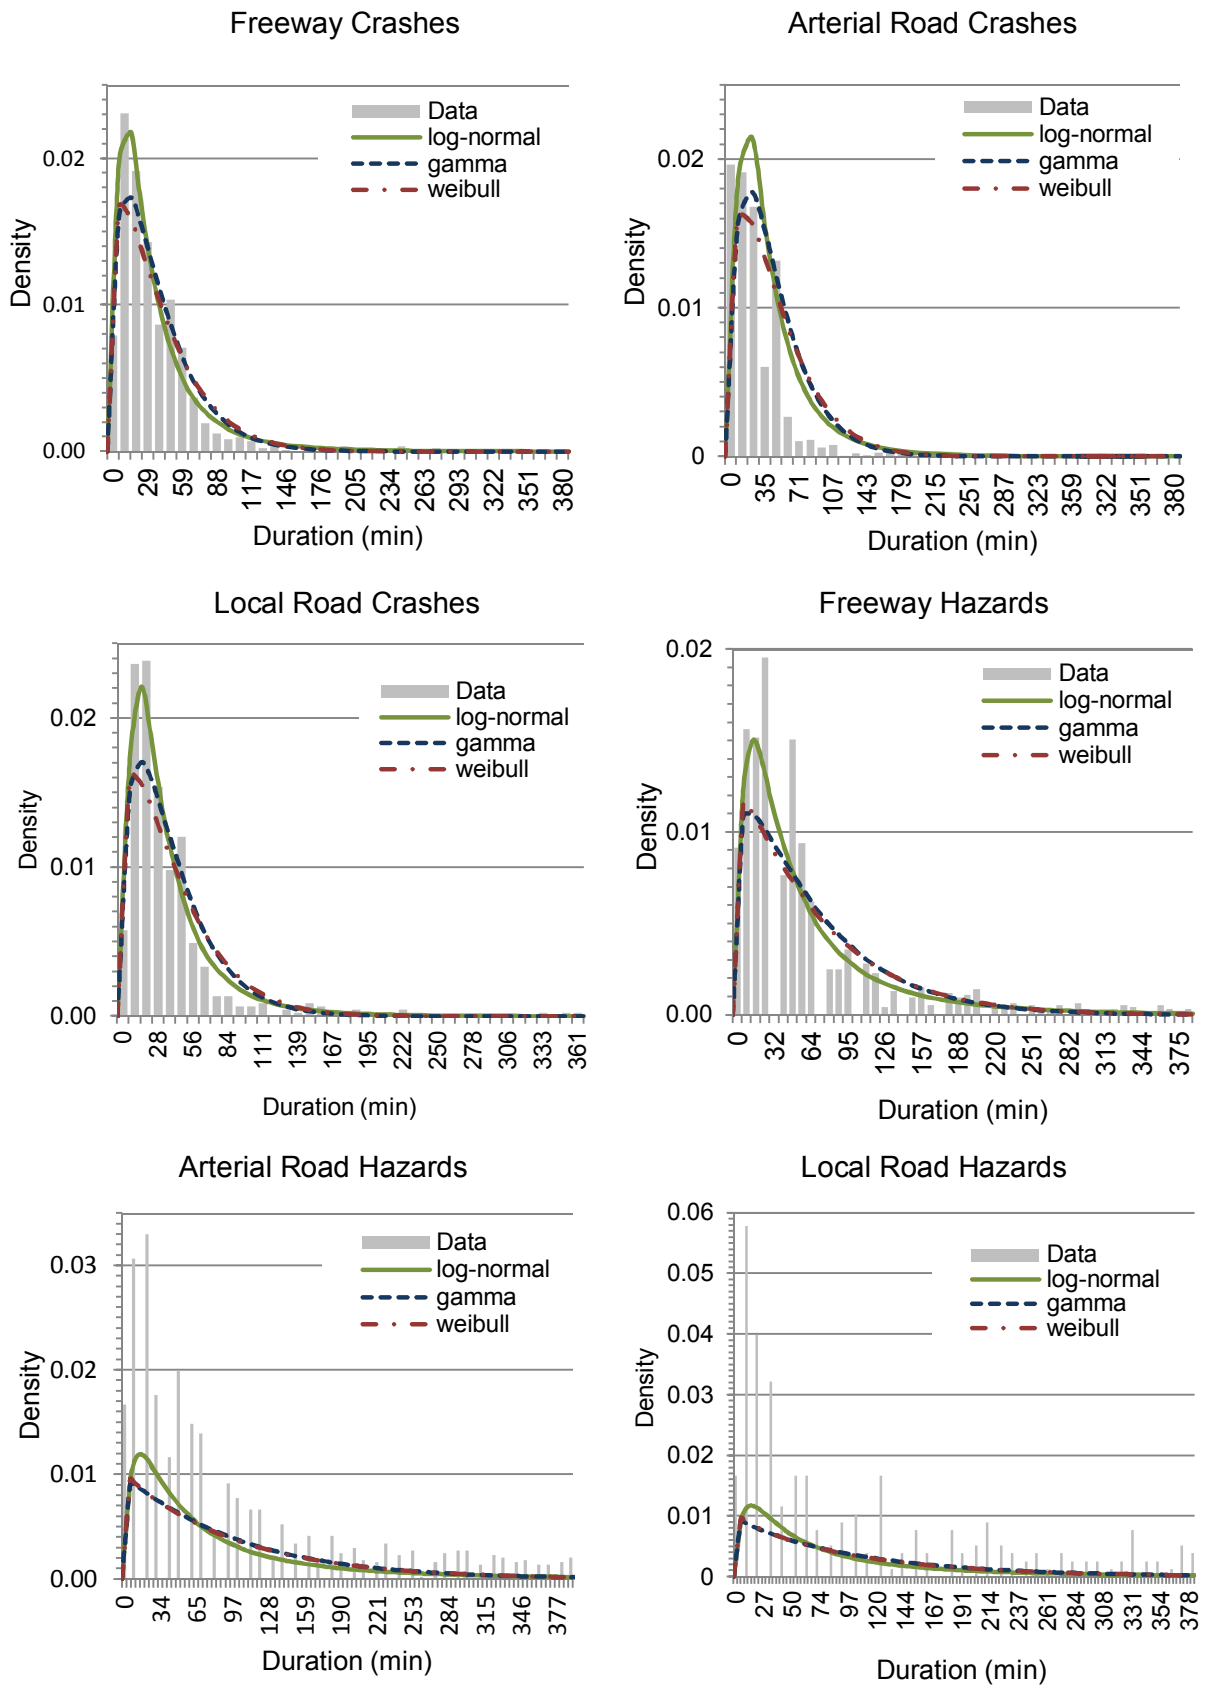 Freeway Crashes
Data
log-normal
gamma
weibull
0.02
0.01
0.00
Density
0 29 59 88 117 146 176 205 234 263 293 322 351 380
Duration (min)
Arterial Road Crashes
Data
log-normal
gamma
weibull
0.02
0.01
0
Density
0 35 71 107 143 179 215 251 287 323 359 322 351 380
Duration (min)
Local Road Crashes
Data
log-normal
gamma
weibull
0.02
0.01
0.00
Density
0 28 56 84 111 139 167 195 222 250 278 306 333 361
Duration (min)
Freeway Hazards
Data
log-normal
gamma
weibull
0.02
0.01
0.00
Density
0 32 64 95 126 157 188 220 251 282 313 344 375
Duration (min)
Arterial Road Hazards
Data
log-normal
gamma
weibull
0.03
0.02
0.01
0.00
Density
0 34 65 97 128 159 190 221 253 284 315 346 377
Duration (min)
Local Road Hazards
Data
log-normal
gamma
weibull
0.06
0.05
0.04
0.03
0.02
0.01
0
Density
0 27 50 74 97 120 144 167 191 214 237 261 284 308 331 354 378
Duration (min)